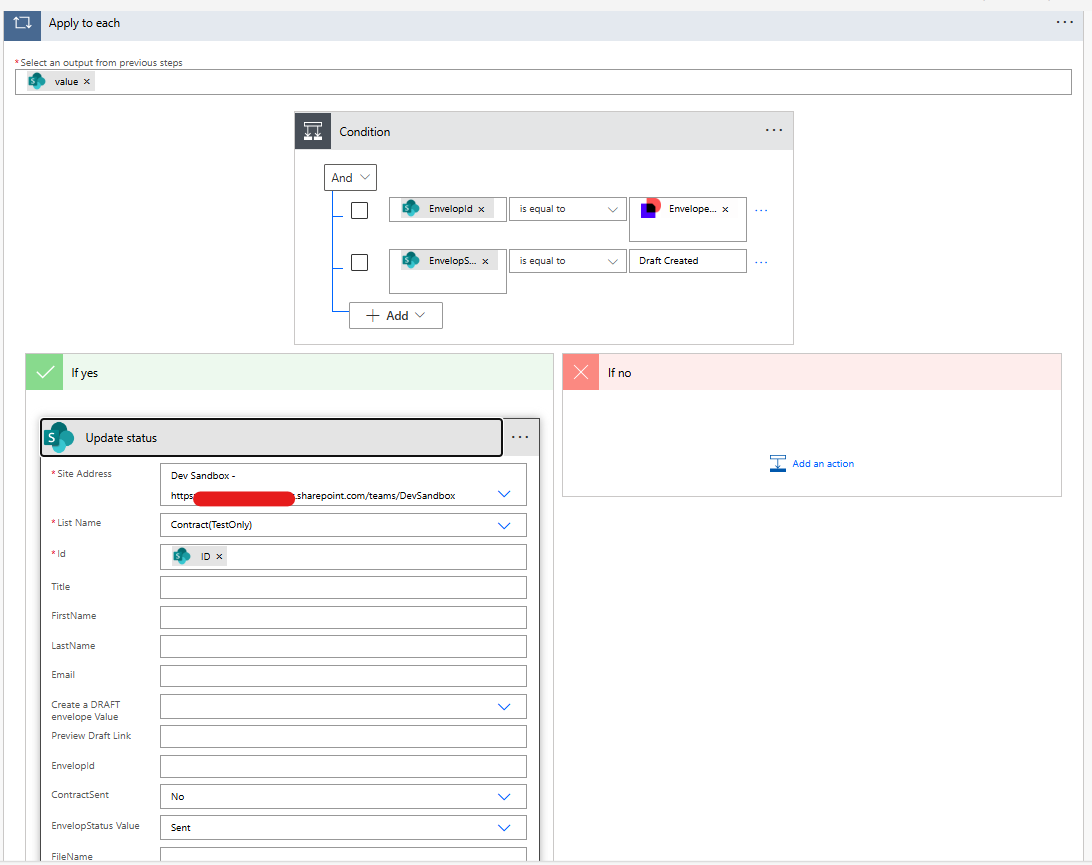 Apply to each
* Select an output from previous steps
value ×
Condition
And
EnvelopId × is equal to Envelope... ×
EnvelopS... × is equal to Draft Created
+ Add
If yes
If no
Update status
Add an action
* Site Address
Dev Sandbox -
https .sharepoint.com/teams/DevSandbox
* List Name Contract(TestOnly)
* Id ID ×
Title
FirstName
LastName
Email
Create a DRAFT
envelope Value
Preview Draft Link
EnvelopId
ContractSent No
EnvelopStatus Value Sent
FileName